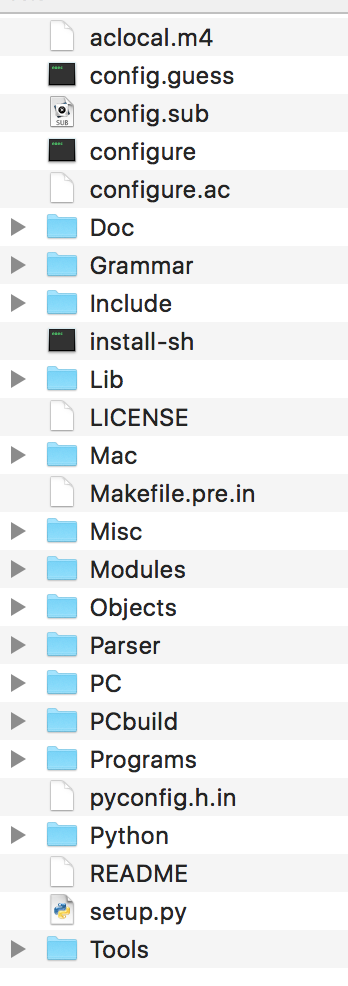 aclocal.m4
config.guess
config.sub
SUB
configure
configure.ac
Doc
Grammar
Include
install-sh
Lib
LICENSE
Mac
Makefile.pre.in
Misc
Modules
Objects
Parser
PC
PCbuild
Programs
pyconfig.h.in
Python
README
setup.py
Tools